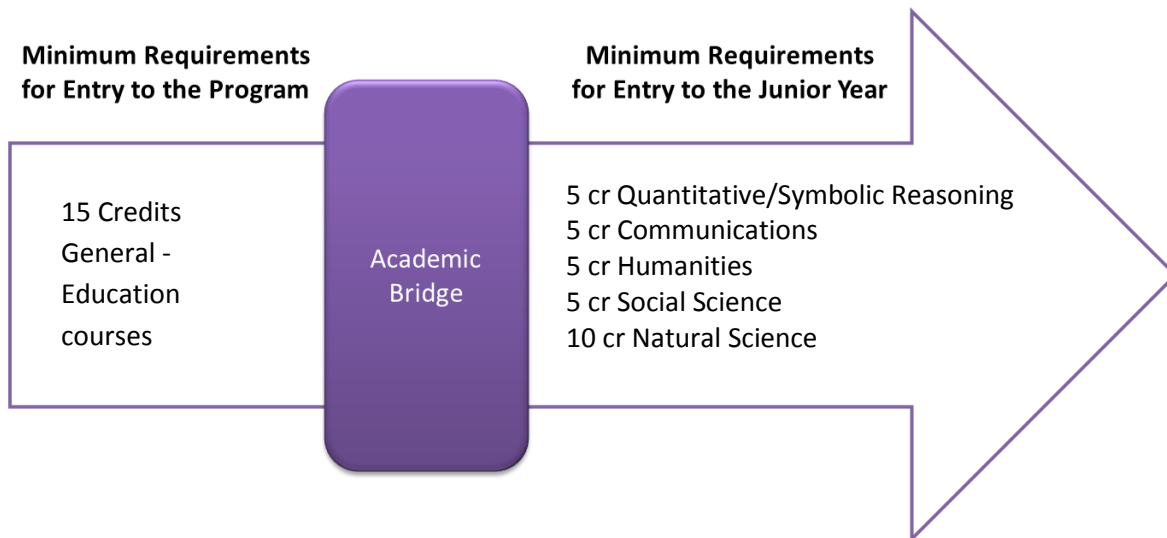 Minimum Requirements
for Entry to the Program
15 Credits
General -
Education
courses
Academic
Bridge
Minimum Requirements
for Entry to the Junior Year
5 cr Quantitative/Symbolic Reasoning
5 cr Communications
5 cr Humanities
5 cr Social Science
10 cr Natural Science